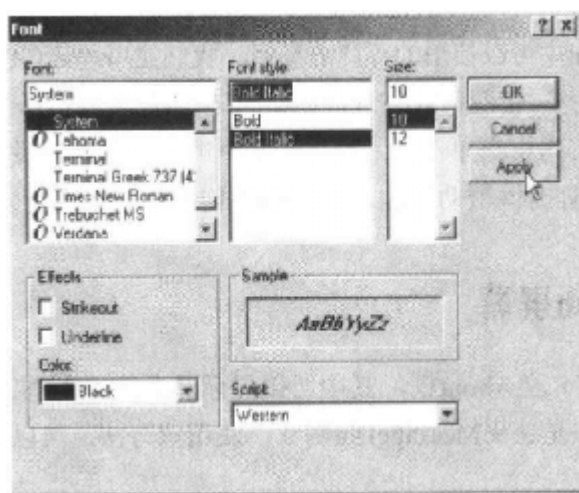 Font
? x
Font: Font style: Size:
System Bold Italic 10 OK
System Bold 10 Cancel
Tahoma Bold Italic 12 Apply
Terminal
Terminal Greek 737 (4
Times New Roman
Trebuchet MS
Verdana
Effects
Strikeout
Underline
Color:
Black
Sample
AaBbYyZz
Script:
Western